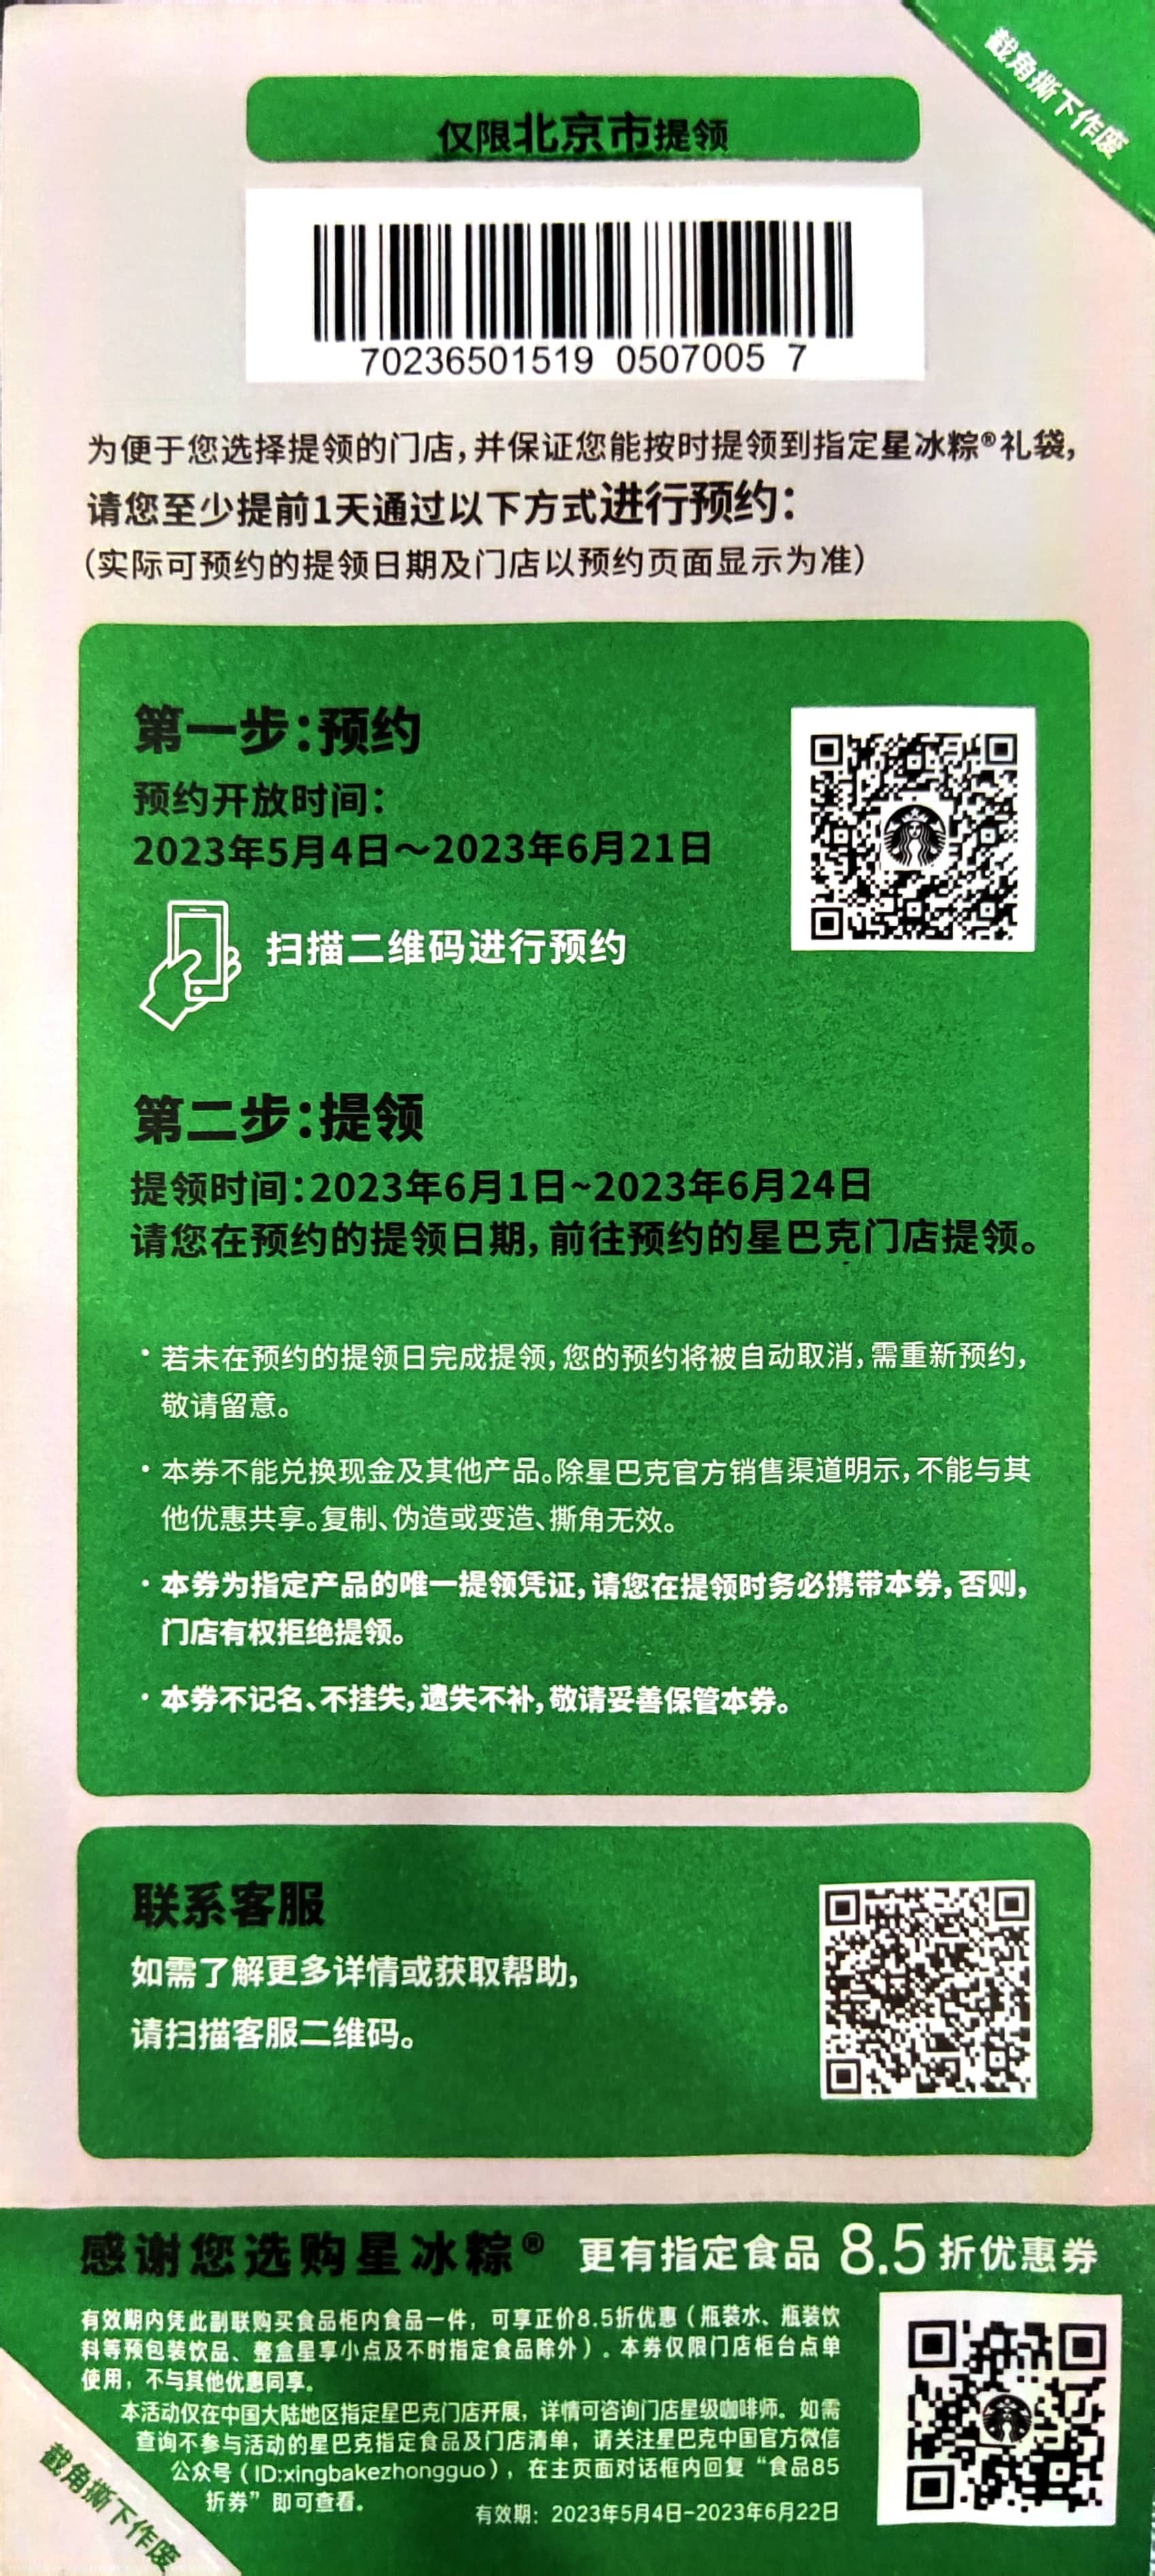 截角撕下作废
仅限北京市提领
70236501519 0507005 7
为便于您选择提领的门店，并保证您能按时提领到指定星冰粽®礼袋，
请您至少提前1天通过以下方式进行预约：
（实际可预约的提领日期及门店以预约页面显示为准）
第一步：预约
预约开放时间：
2023年5月4日～2023年6月21日
扫描二维码进行预约
第二步：提领
提领时间：2023年6月1日~2023年6月24日
请您在预约的提领日期，前往预约的星巴克门店提领。
· 若未在预约的提领日完成提领，您的预约将被自动取消，需重新预约，
敬请留意。
· 本券不能兑换现金及其他产品。除星巴克官方销售渠道明示，不能与其
他优惠共享。复制、伪造或变造、撕角无效。
· 本券为指定产品的唯一提领凭证，请您在提领时务必携带本券，否则，
门店有权拒绝提领。
· 本券不记名、不挂失，遗失不补，敬请妥善保管本券。
联系客服
如需了解更多详情或获取帮助，
请扫描客服二维码。
感谢您选购星冰粽® 更有指定食品 8.5 折优惠券
有效期内凭此副联购买食品柜内食品一件，可享正价8.5折优惠（瓶装水、瓶装饮
料等预包装饮品、整盒星享小点及不时指定食品除外）。本券仅限门店柜台点单
使用，不与其他优惠同享。
本活动仅在中国大陆地区指定星巴克门店开展，详情可咨询门店星级咖啡师。如需
查询不参与活动的星巴克指定食品及门店清单，请关注星巴克中国官方微信
公众号（ID:xingbakezhongguo），在主页面对话框内回复“食品85
折券”即可查看。
有效期：2023年5月4日-2023年6月22日
截角撕下作废